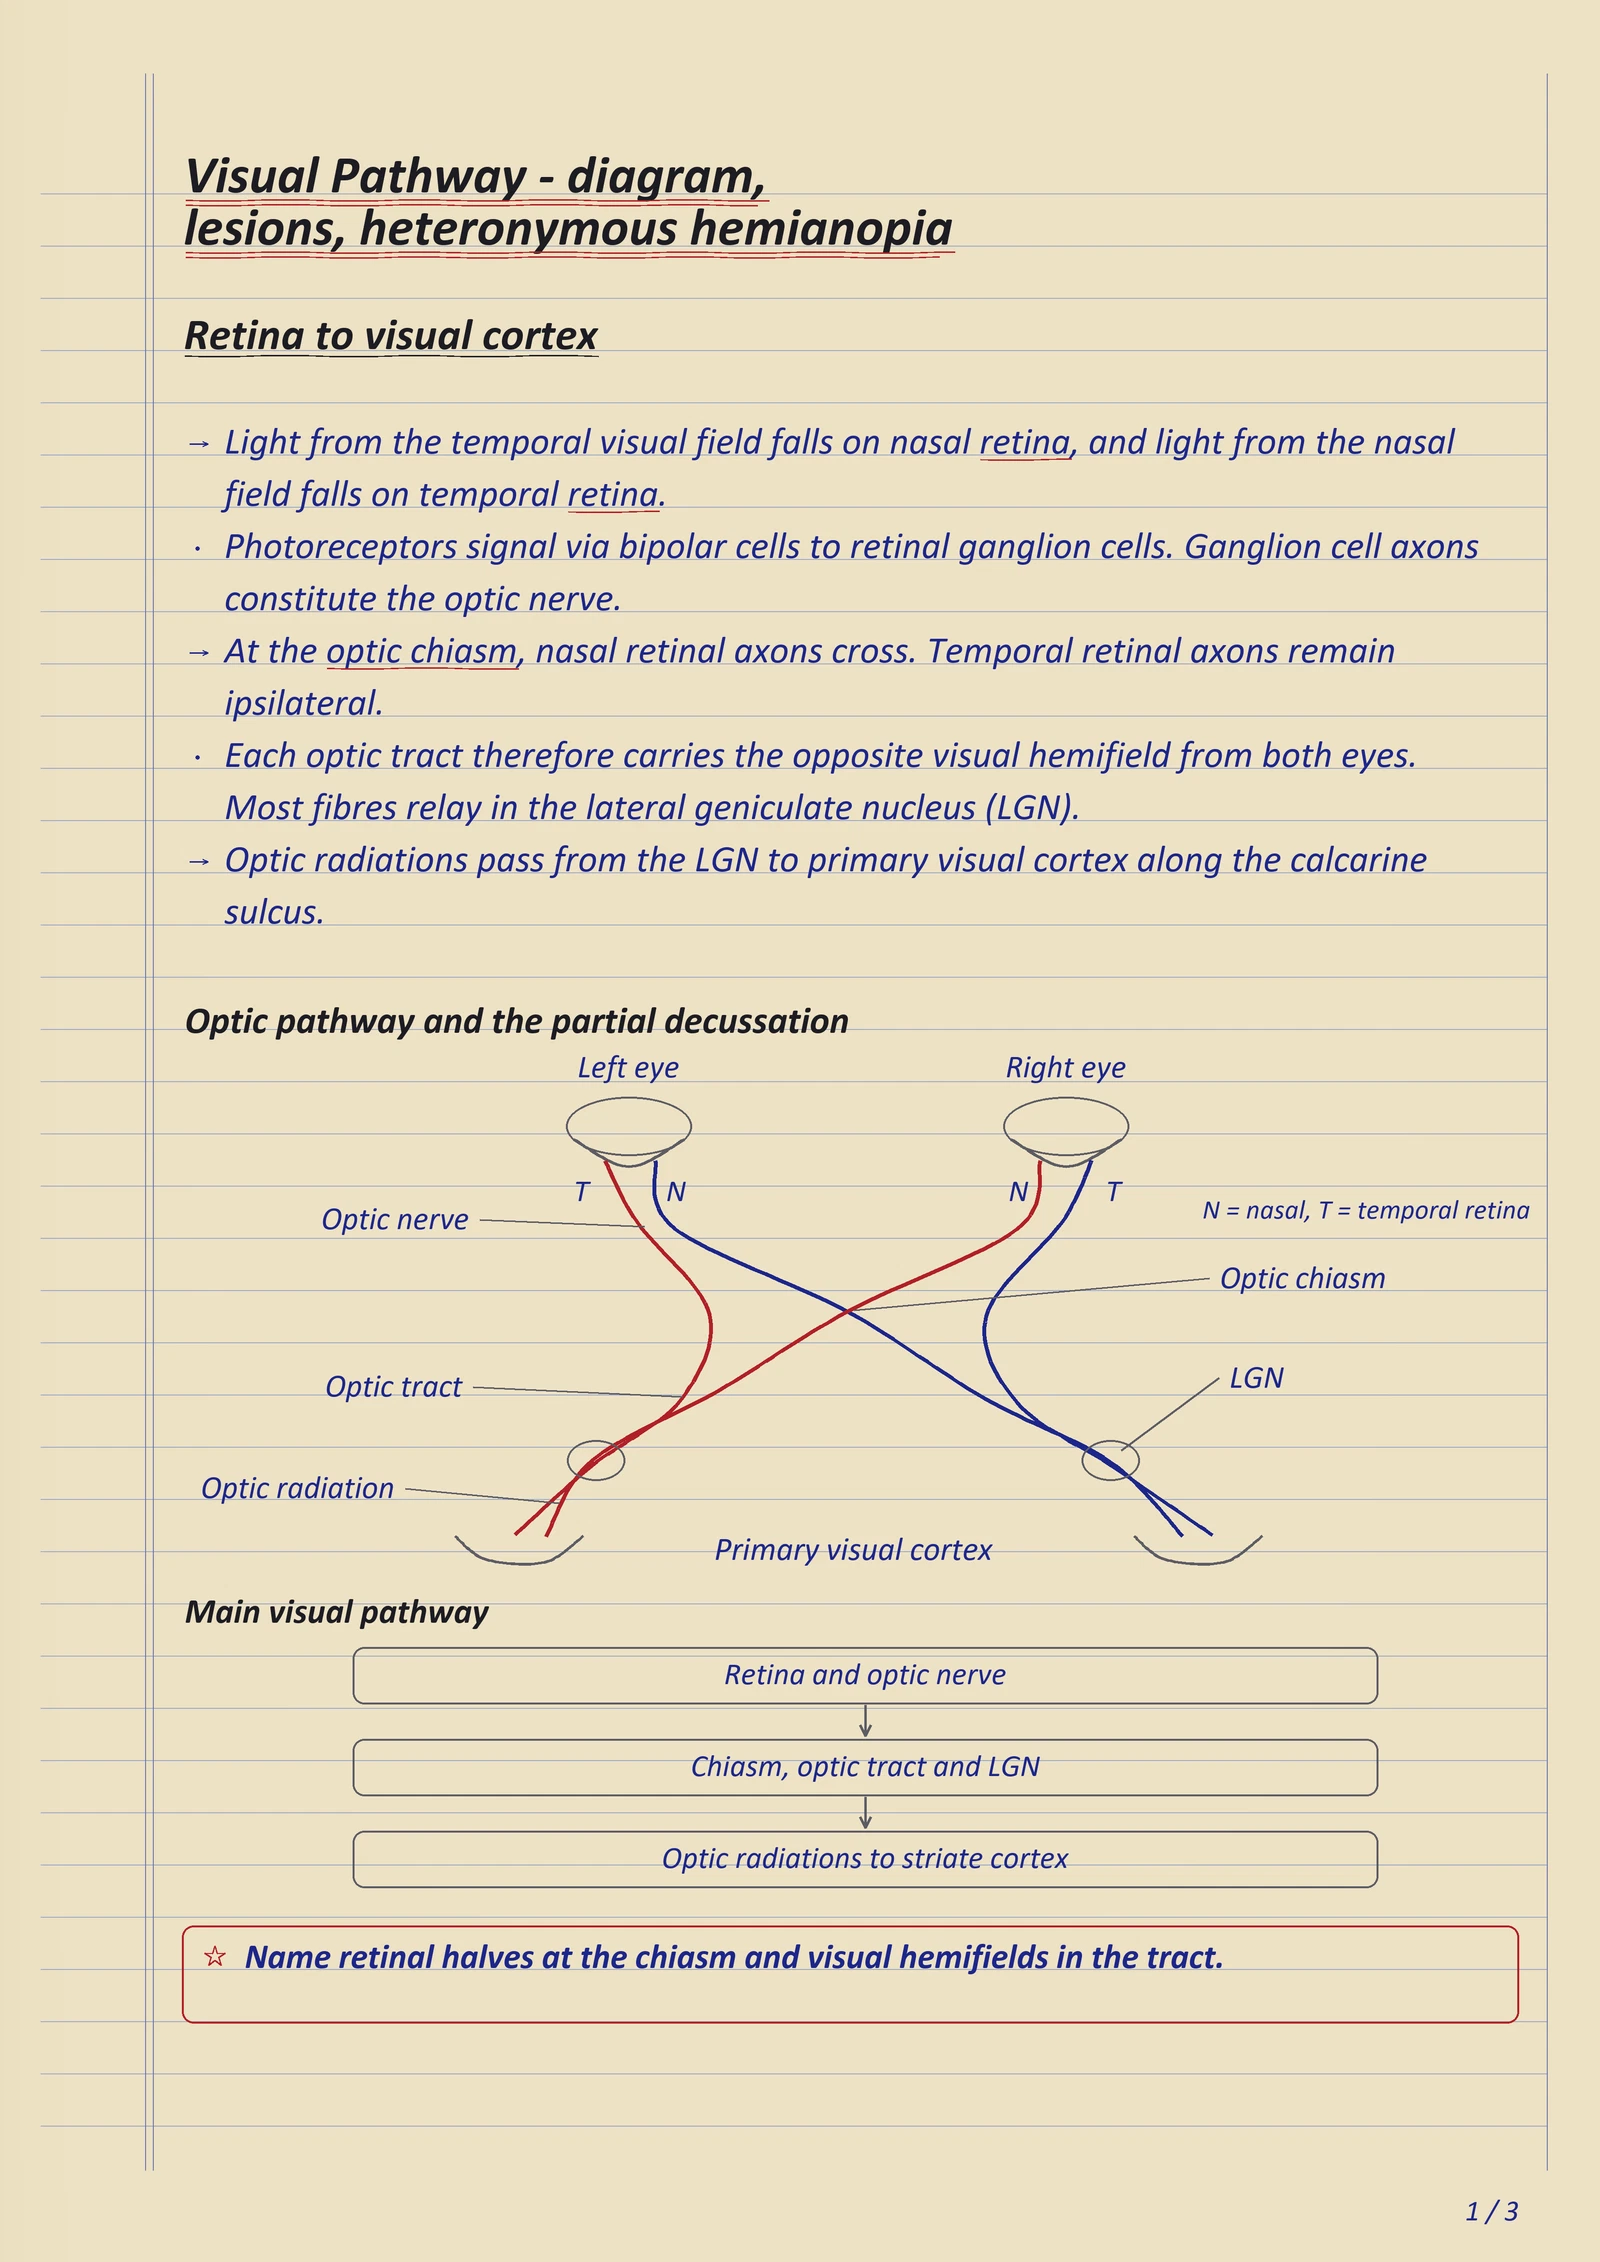 Visual Pathway - diagram,
lesions, heteronymous hemianopia
Retina to visual cortex
→ Light from the temporal visual field falls on nasal retina, and light from the nasal
field falls on temporal retina.
· Photoreceptors signal via bipolar cells to retinal ganglion cells. Ganglion cell axons
constitute the optic nerve.
→ At the optic chiasm, nasal retinal axons cross. Temporal retinal axons remain
ipsilateral.
· Each optic tract therefore carries the opposite visual hemifield from both eyes.
Most fibres relay in the lateral geniculate nucleus (LGN).
→ Optic radiations pass from the LGN to primary visual cortex along the calcarine
sulcus.
Optic pathway and the partial decussation
Left eye
Right eye
T
N
N
T
N = nasal, T = temporal retina
Optic nerve
Optic chiasm
Optic tract
LGN
Optic radiation
Primary visual cortex
Main visual pathway
Retina and optic nerve
Chiasm, optic tract and LGN
Optic radiations to striate cortex
☆ Name retinal halves at the chiasm and visual hemifields in the tract.
1 / 3